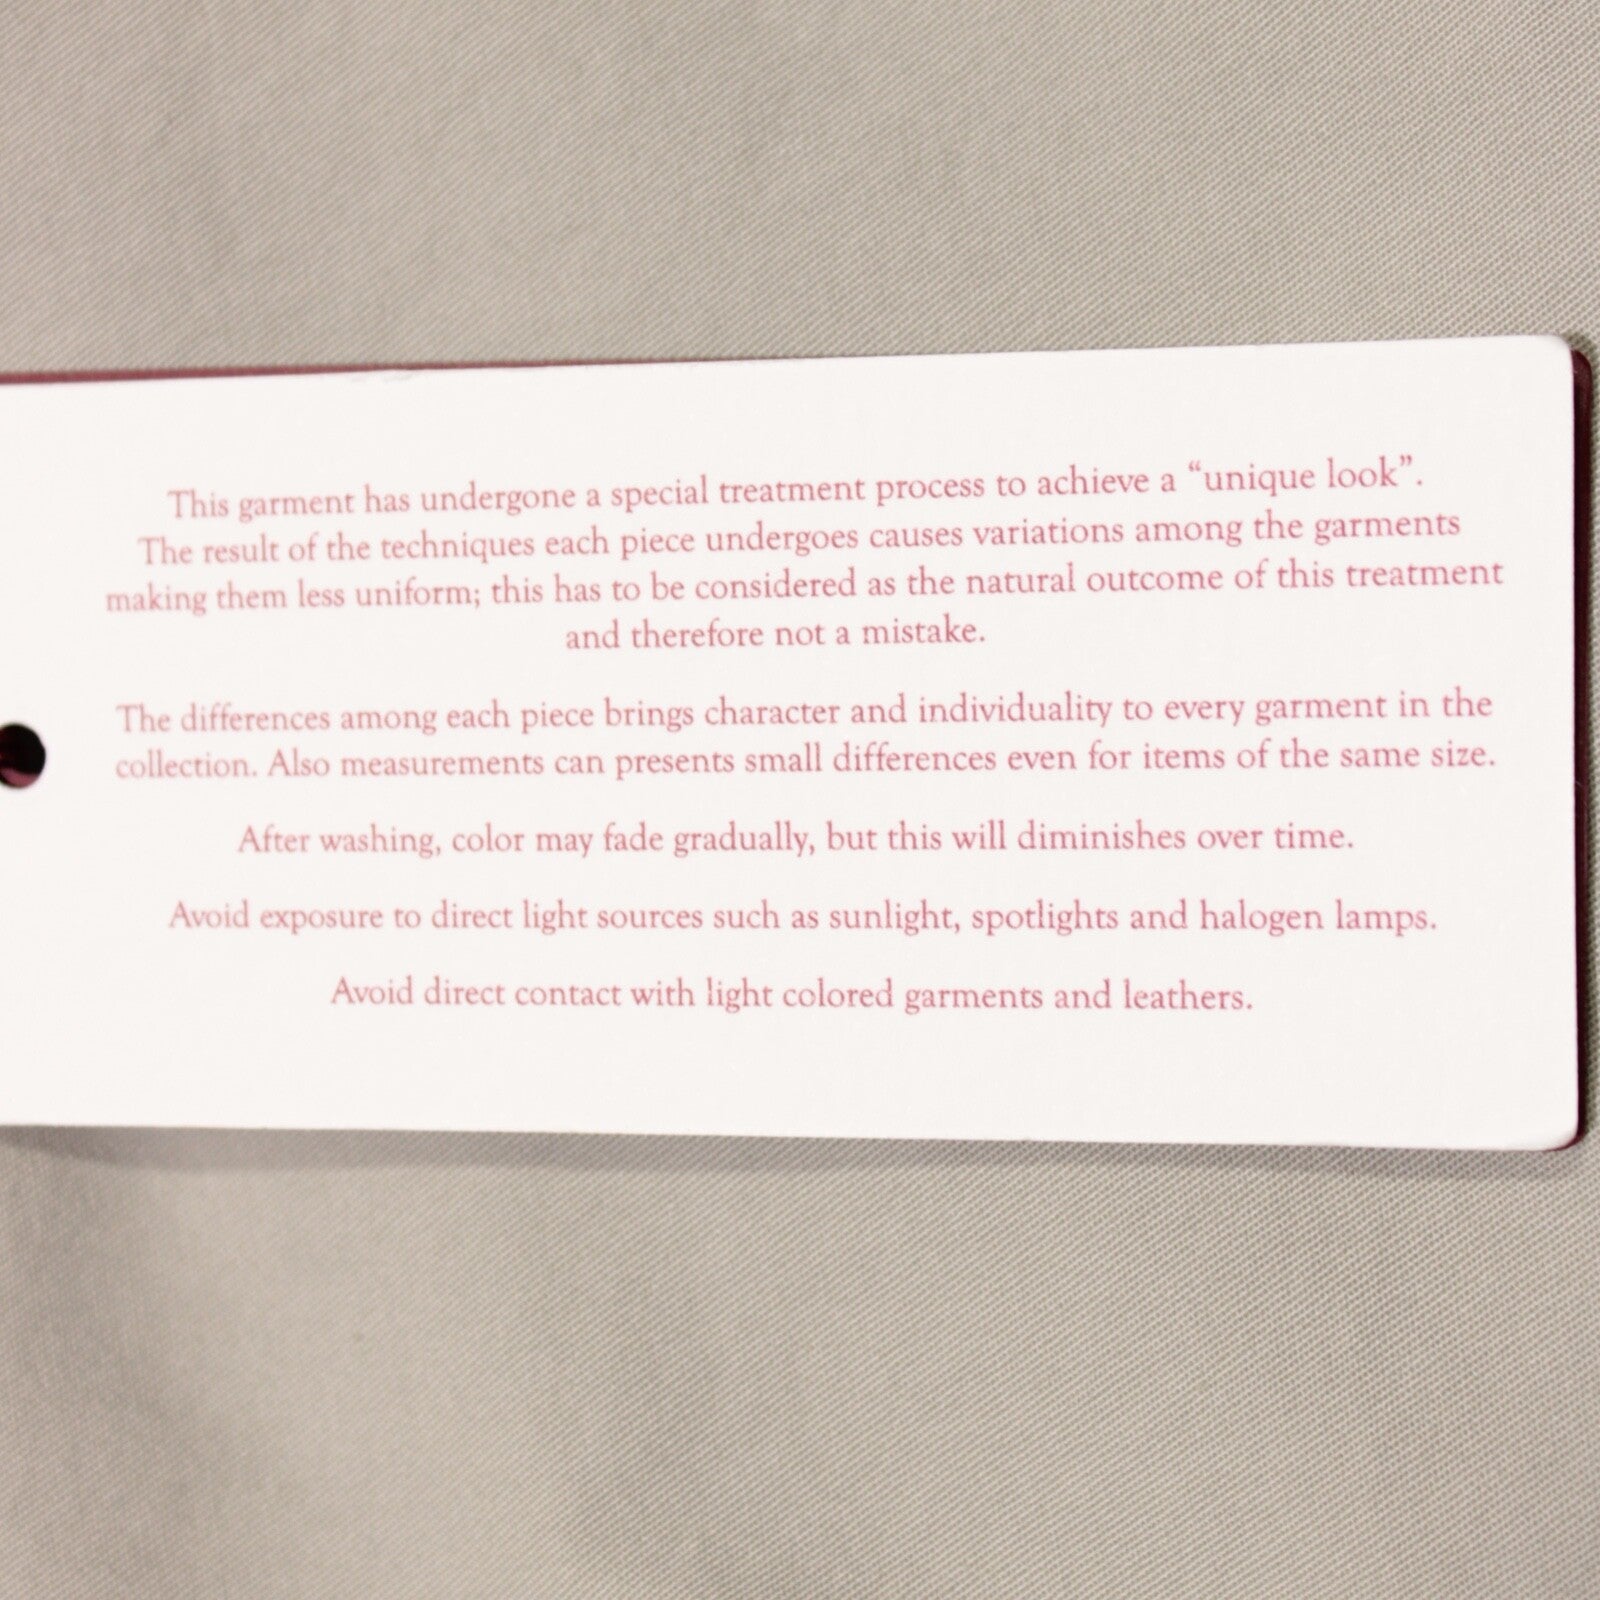 This garment has undergone a special treatment process to achieve a “unique look”.
The result of the techniques each piece undergoes causes variations among the garments
making them less uniform; this has to be considered as the natural outcome of this treatment
and therefore not a mistake.
The differences among each piece brings character and individuality to every garment in the
collection. Also measurements can presents small differences even for items of the same size.
After washing, color may fade gradually, but this will diminishes over time.
Avoid exposure to direct light sources such as sunlight, spotlights and halogen lamps.
Avoid direct contact with light colored garments and leathers.